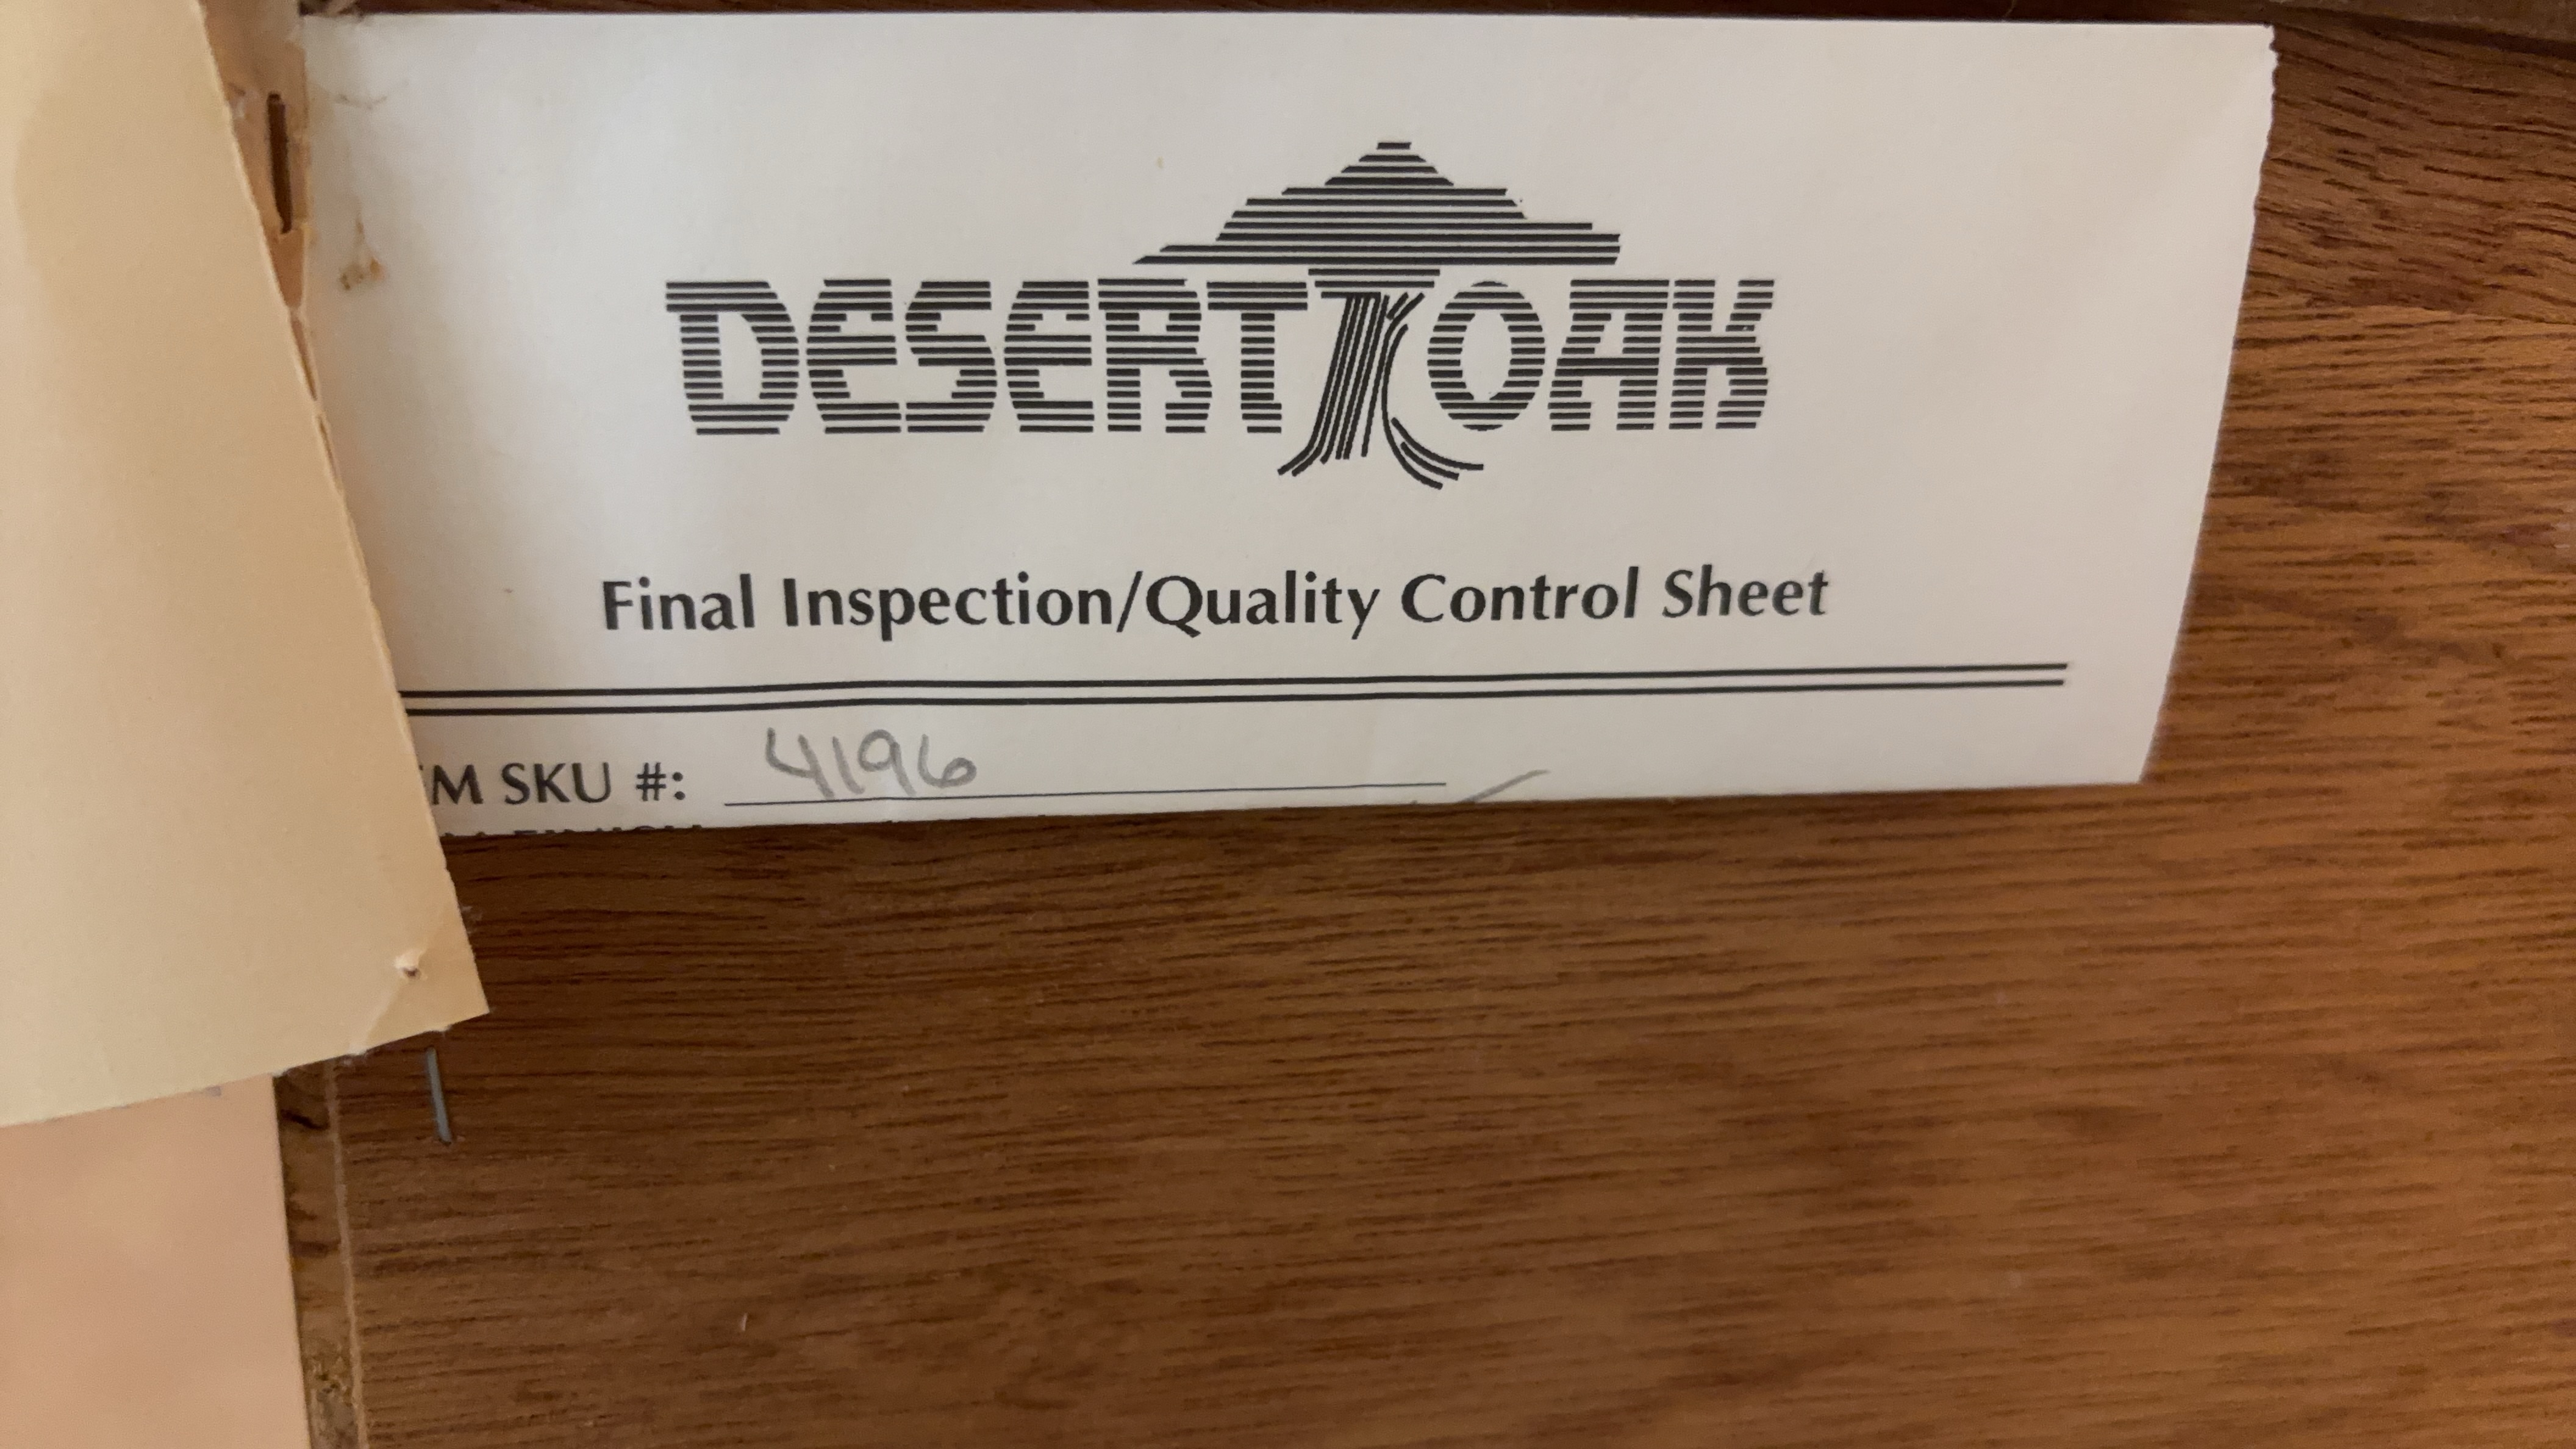 DESERT OAK
Final Inspection/Quality Control Sheet
M SKU #: 4196